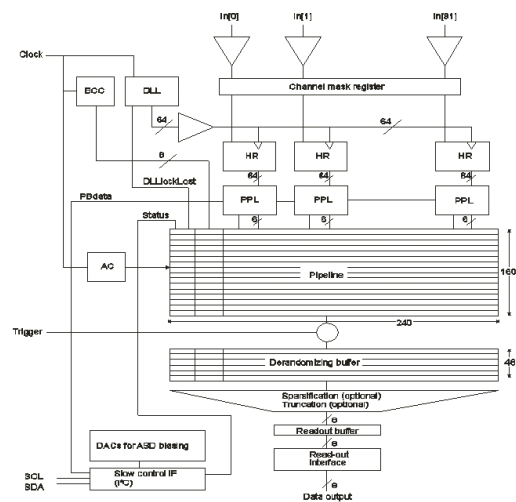 In[0]
In[1]
In[31]
Clock
Channel mask register
BCC
DLL
64
64
8
HR
HR
HR
DLLlockLost
64
64
64
PBdata
PPL
PPL
PPL
Status
6
6
6
AC
Pipeline
160
240
Trigger
Derandomizing buffer
48
Sparsification (optional)
Truncation (optional)
8
Readout buffer
8
Read-out
Interface
DACs for ASD biasing
SCL
SDA
Slow control IF
(I²C)
8
Data output